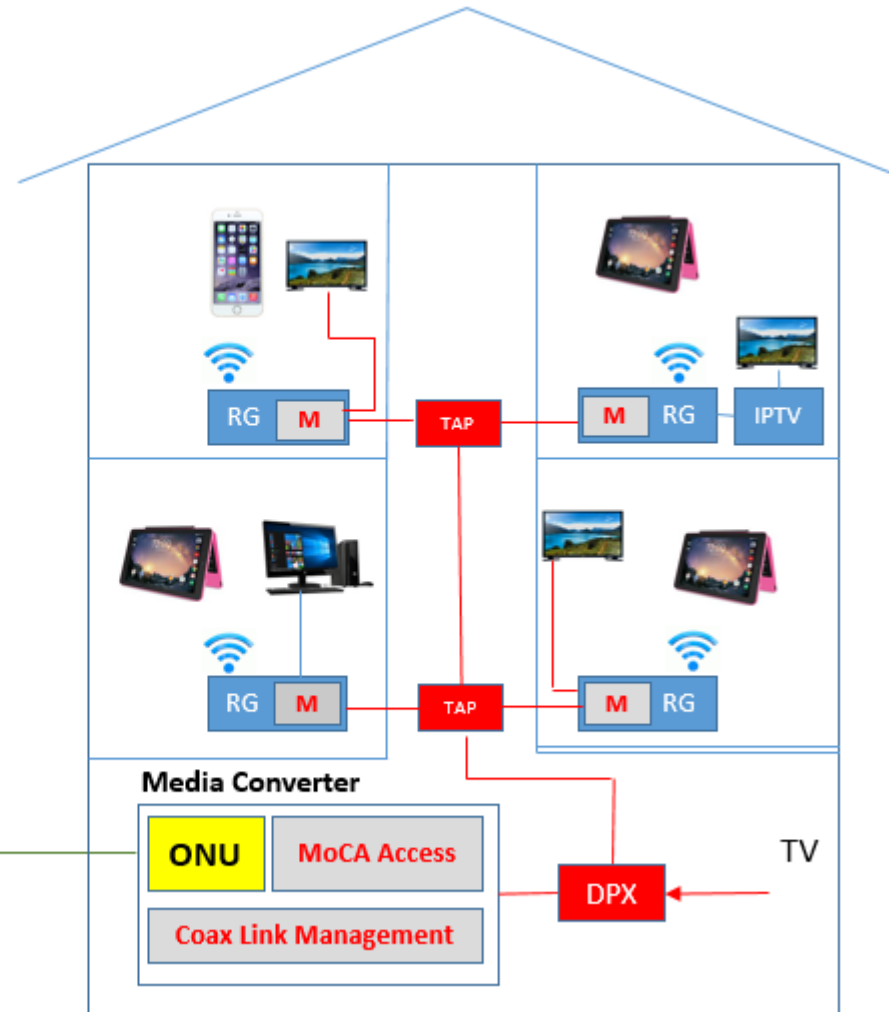 RG M
TAP
M RG
IPTV
RG M
TAP
M RG
Media Converter
ONU
MoCA Access
TV
DPX
Coax Link Management